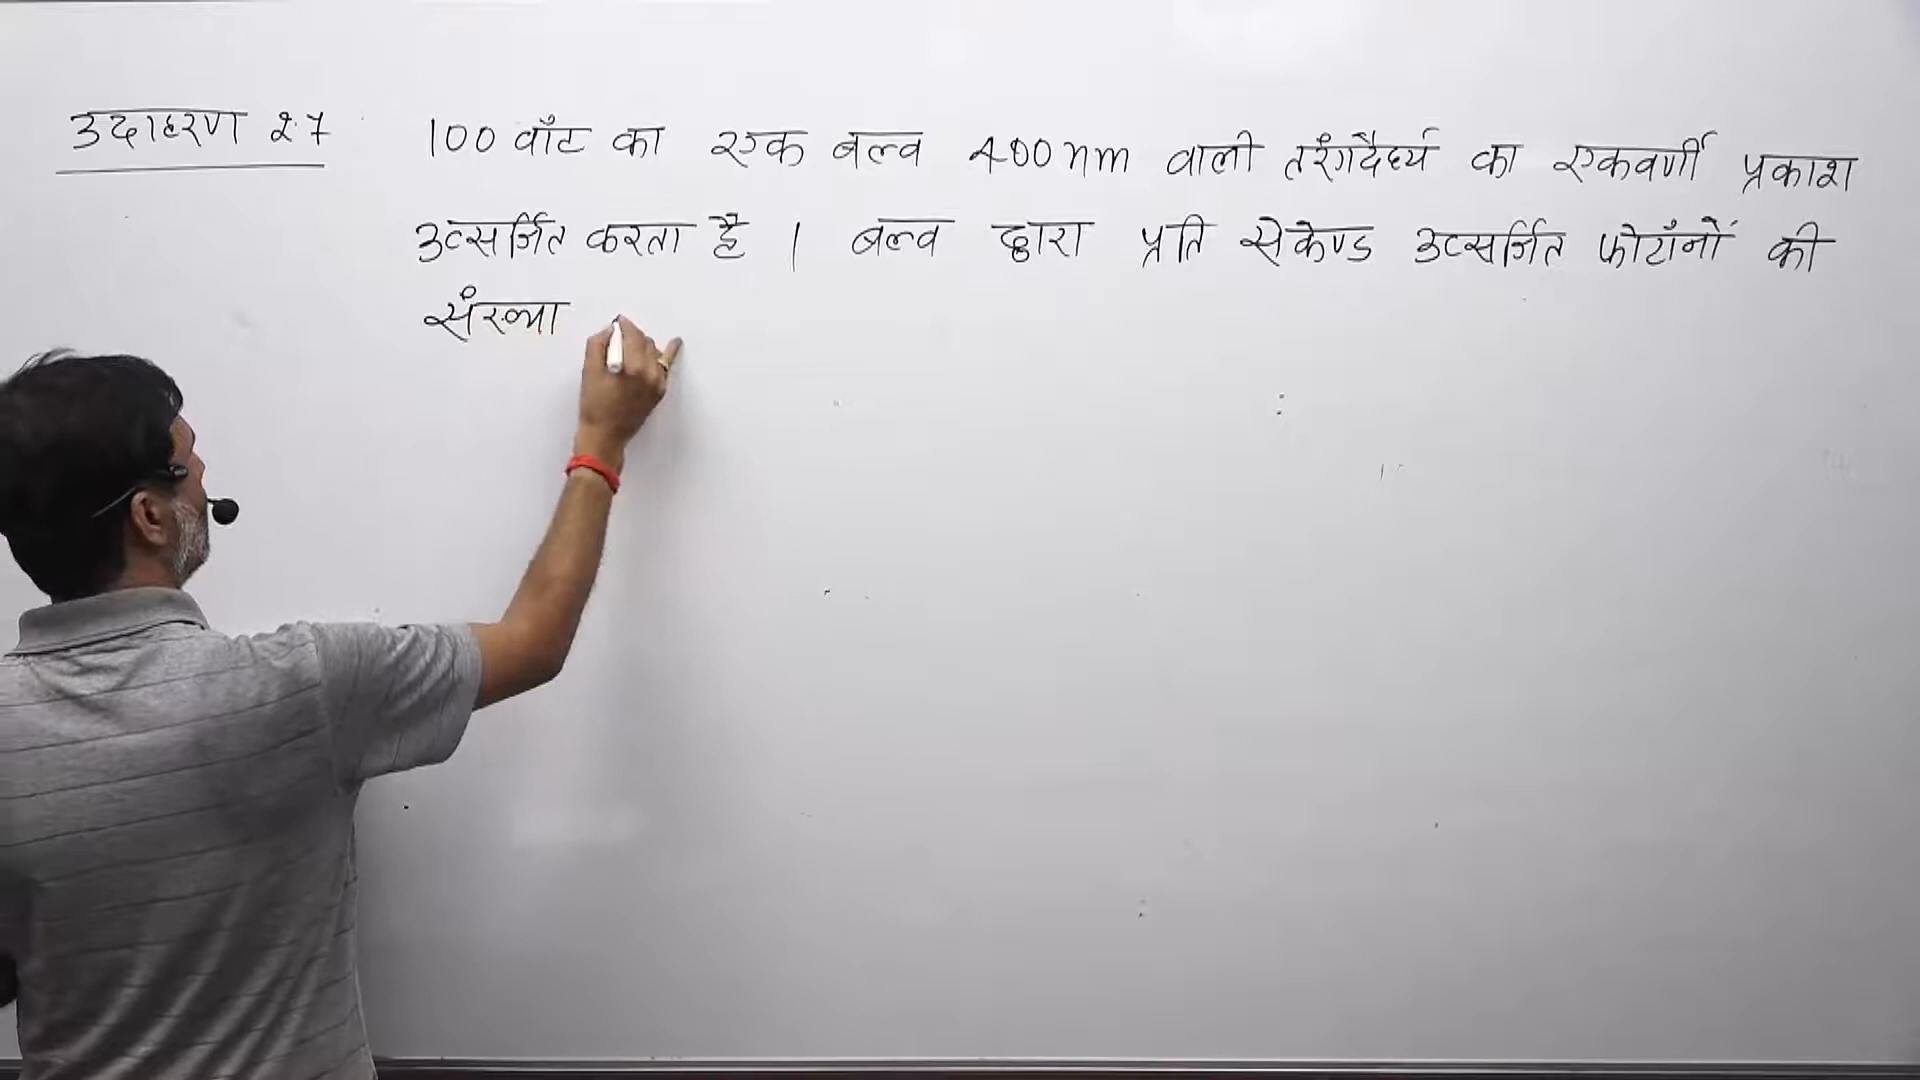 उदाहरण 2.7 100 वॉट का एक बल्व 400 nm वाली तरंगदैर्घ्य का एकवर्णी प्रकाश
उत्सर्जित करता है । बल्व द्वारा प्रति सेकेण्ड उत्सर्जित फोटॉनों की
संख्या